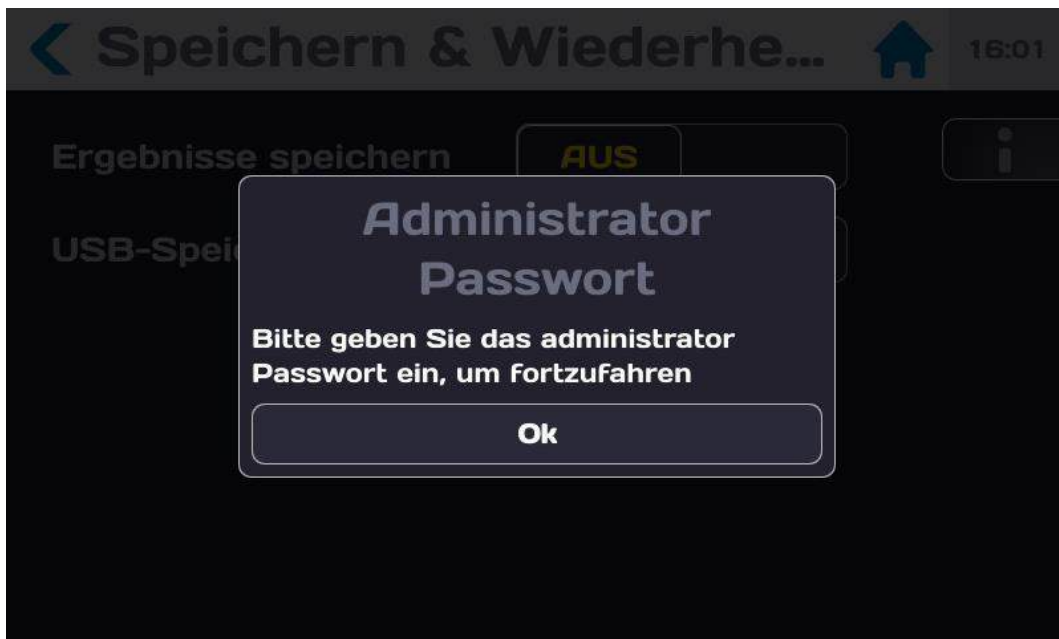 Speichern & Wiederhe...
16:01
Ergebnisse speichern
AUS
USB-Spei
Administrator
Passwort
Bitte geben Sie das administrator
Passwort ein, um fortzufahren
Ok